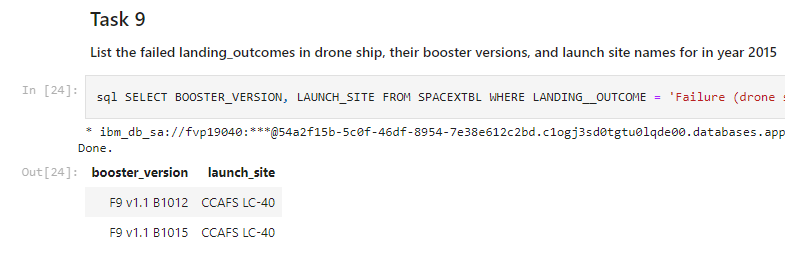 Task 9
List the failed landing_outcomes in drone ship, their booster versions, and launch site names for in year 2015
In [24]:
sql SELECT BOOSTER_VERSION, LAUNCH_SITE FROM SPACEXTBL WHERE LANDING__OUTCOME = 'Failure (drone s
* ibm_db_sa://fvp19040:***@54a2f15b-5c0f-46df-8954-7e38e612c2bd.c1ogj3sd0tgtu0lqde00.databases.app
Done.
Out[24]:
booster_version launch_site
F9 v1.1 B1012 CCAFS LC-40
F9 v1.1 B1015 CCAFS LC-40